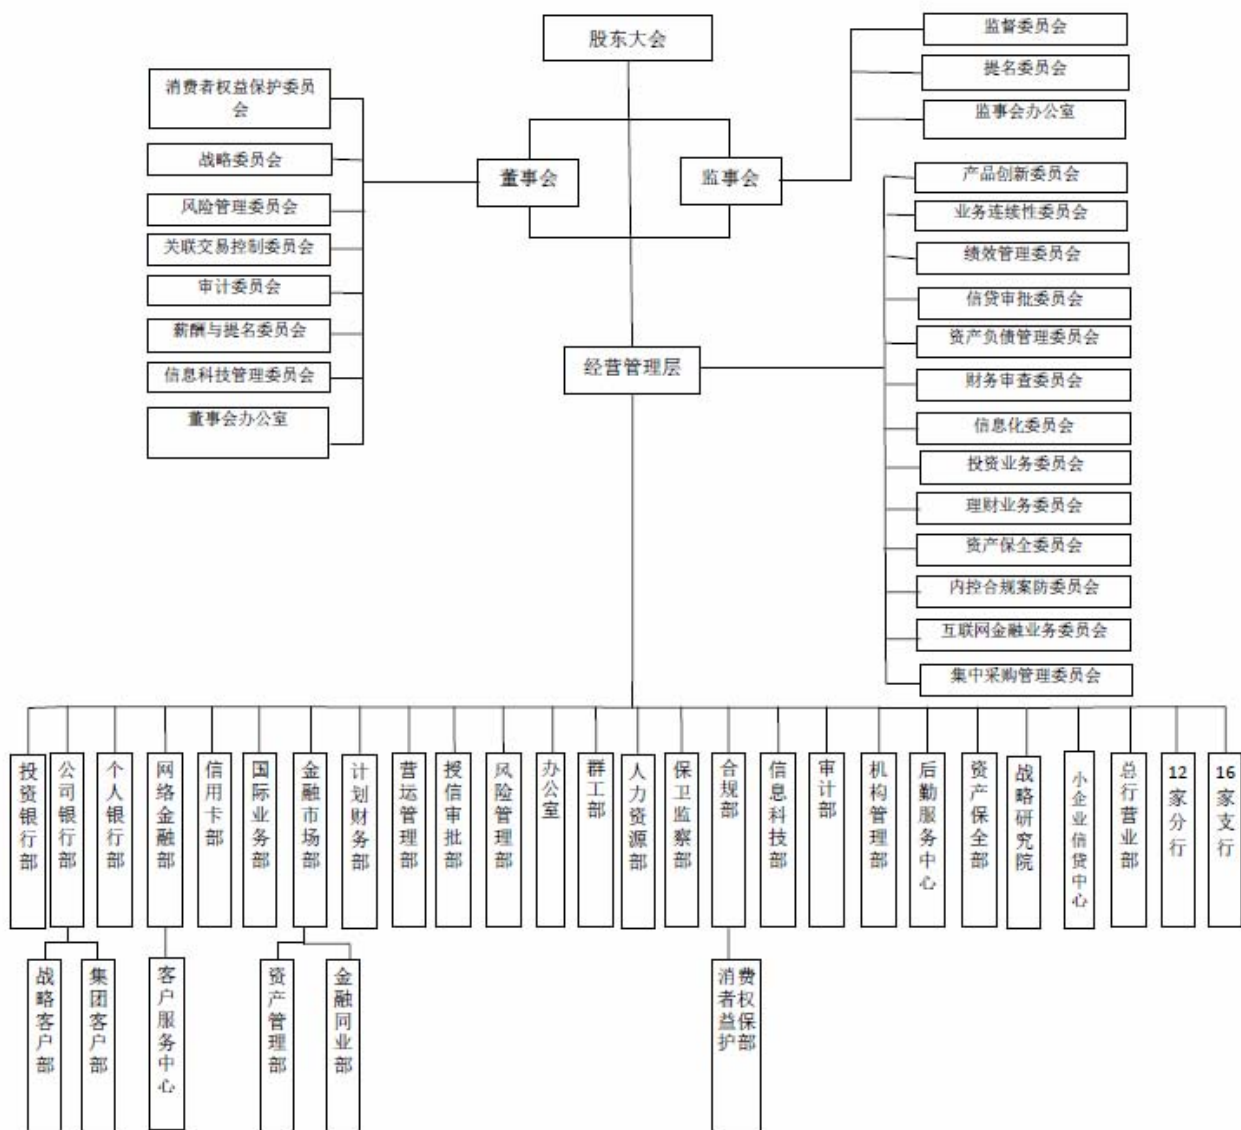 股东大会
董事会
监事会
消费者权益保护委员
会
战略委员会
风险管理委员会
关联交易控制委员会
审计委员会
薪酬与提名委员会
信息科技管理委员会
董事会办公室
监督委员会
提名委员会
监事会办公室
经营管理层
产品创新委员会
业务连续性委员会
绩效管理委员会
信贷审批委员会
资产负债管理委员会
财务审查委员会
信息化委员会
投资业务委员会
理财业务委员会
资产保全委员会
内控合规案防委员会
互联网金融业务委员会
集中采购管理委员会
投资银行部
公司银行部
个人银行部
网络金融部
信用卡部
国际业务部
金融市场部
计划财务部
营运管理部
授信审批部
风险管理部
办公室
群工部
人力资源部
保卫监察部
合规部
信息科技部
审计部
机构管理部
后勤服务中心
资产保全部
战略研究院
小企业信贷中心
总行营业部
12家分行
16家支行
战略客户部
集团客户部
客户服务中心
资产管理部
金融同业部
消费者权益保护部